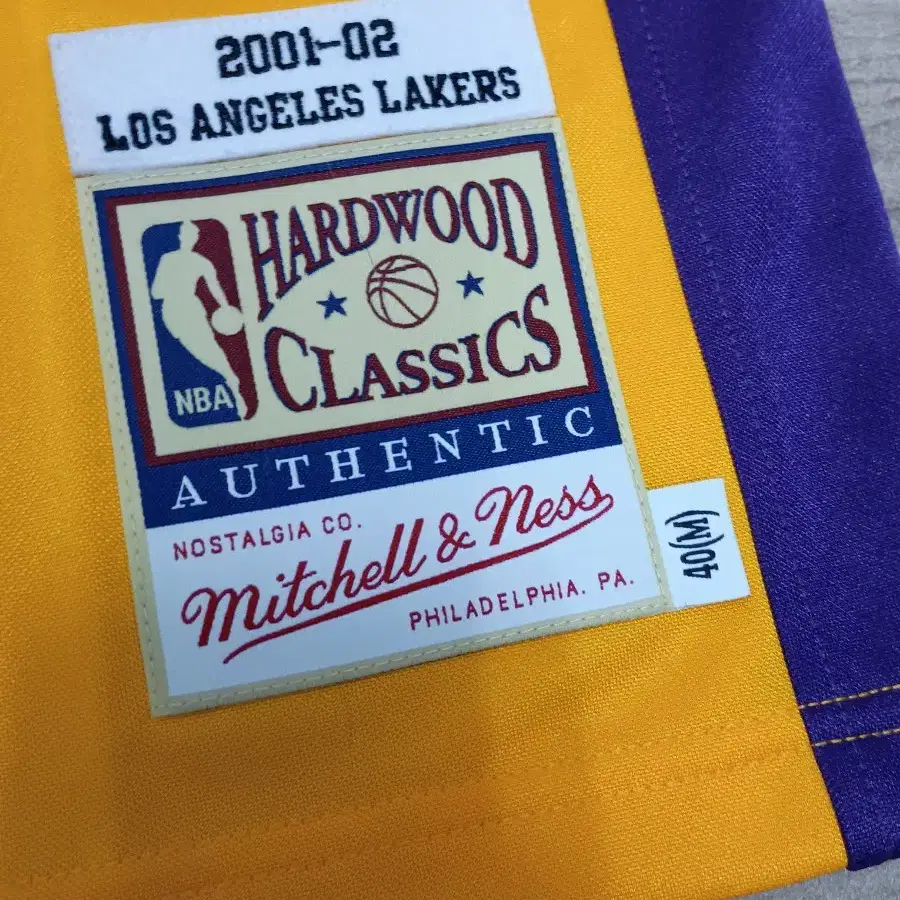 2001-02
LOS ANGELES LAKERS
HARDWOOD
CLASSICS
NBA
AUTHENTIC
NOSTALGIA CO.
Mitchell & Ness
PHILADELPHIA. PA.
40(M)